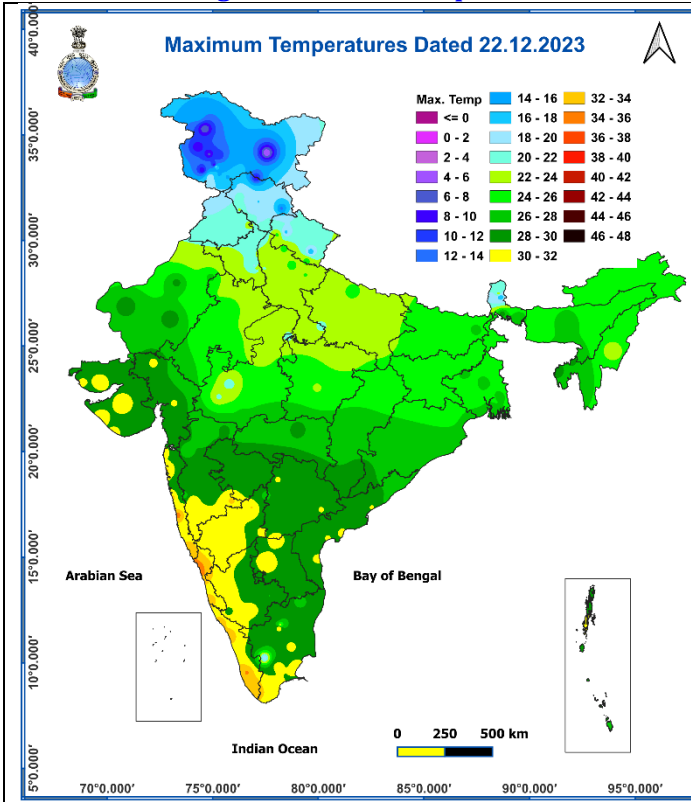 Maximum Temperatures Dated 22.12.2023
Max. Temp
<= 0
0 - 2
2 - 4
4 - 6
6 - 8
8 - 10
10 - 12
12 - 14
14 - 16
16 - 18
18 - 20
20 - 22
22 - 24
24 - 26
26 - 28
28 - 30
30 - 32
32 - 34
34 - 36
36 - 38
38 - 40
40 - 42
42 - 44
44 - 46
46 - 48
40°0.000'
35°0.000'
30°0.000'
25°0.000'
20°0.000'
15°0.000'
10°0.000'
5°0.000'
Arabian Sea
Bay of Bengal
Indian Ocean
0 250 500 km
70°0.000' 75°0.000' 80°0.000' 85°0.000' 90°0.000' 95°0.000'